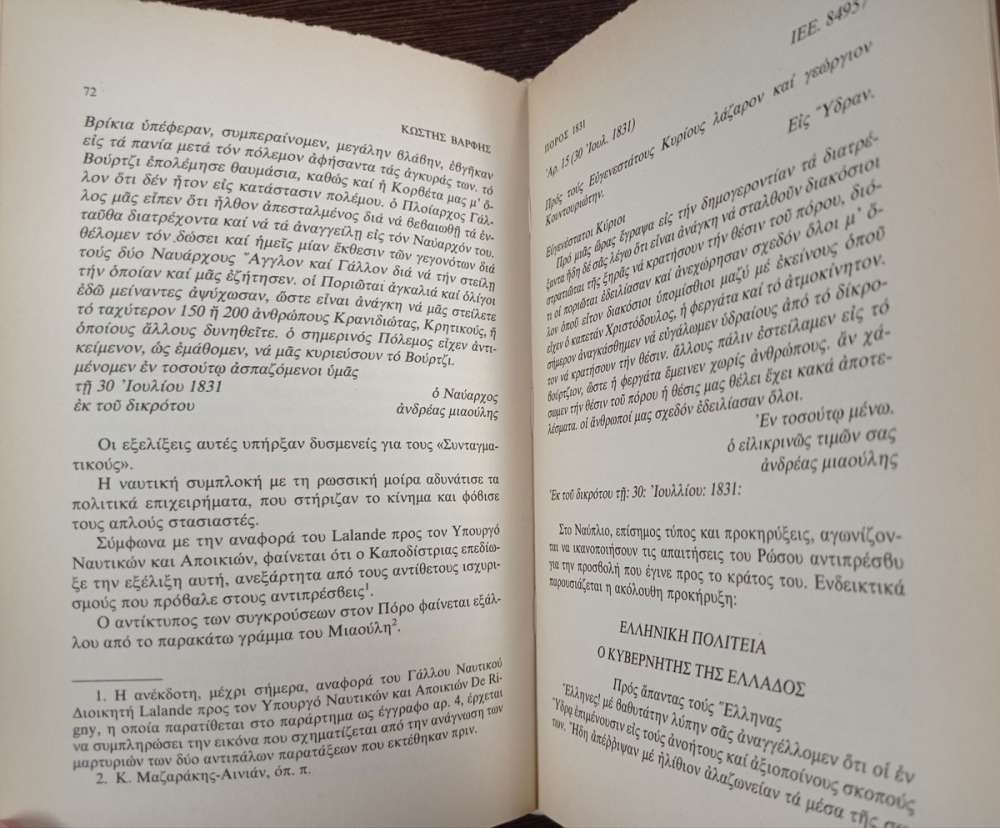 72
ΚΩΣΤΗΣ ΒΑΡΦΗΣ
Βρίκια ὑπέφεραν, συμπεραίνομεν, μεγάλην βλάβην, ἐβγῆκαν
εἰς τά πανία μετά τόν πόλεμον ἀφήσαντα τάς ἀγκυράς των. τό
Βούρτζι ἐπολέμησε θαυμάσια, καθώς καί ἡ Κορβέτα μας μ' ὅ-
λον ὅτι δέν ἦτον εἰς κατάστασιν πολέμου. ὁ Πλοίαρχος Γάλ-
λος μᾶς εἶπεν ὅτι ἦλθον ἀπεσταλμένος διά νά βεβαιωθῇ τά ἐν-
ταῦθα διατρέχοντα καί νά τά ἀναγγείλῃ εἰς τόν Ναύαρχόν του.
θέλομεν τόν δώσει καί ἡμεῖς μίαν ἔκθεσιν τῶν γεγονότων διά
τούς δύο Ναυάρχους Ἄγγλον καί Γάλλον διά νά τήν στείλῃ
τήν ὁποίαν καί μᾶς ἐζήτησεν. οἱ Ποριῶται ἀγκαλιά καί ὀλίγοι
ἐδῶ μείναντες ἀψύχωσαν, ὥστε εἶναι ἀνάγκη νά μᾶς στείλετε
τό ταχύτερον 150 ἤ 200 ἀνθρώπους Κρανιδιώτας, Κρητικούς, ἤ
ὁποίους ἄλλους δυνηθεῖτε. ὁ σημερινός Πόλεμος εἶχεν ἀντι-
κείμενον, ὡς ἐμάθομεν, νά μᾶς κυριεύσουν τό Βούρτζι.
μένομεν ἐν τοσούτῳ ἀσπαζόμενοι ὑμᾶς
τῇ 30 Ἰουλίου 1831
ὁ Ναύαρχος
ἐκ τοῦ δικρότου
ἀνδρέας μιαούλης
Οι εξελίξεις αυτές υπήρξαν δυσμενείς για τους «Συνταγμα-
τικούς».
Η ναυτική συμπλοκή με τη ρωσσική μοίρα αδυνάτισε τα
πολιτικά επιχειρήματα, που στήριζαν το κίνημα και φόβισε
τους απλούς στασιαστές.
Σύμφωνα με την αναφορά του Lalande προς τον Υπουργό
Ναυτικών και Αποικιών, φαίνεται ότι ο Καποδίστριας επεδίω-
ξε την εξέλιξη αυτή, ανεξάρτητα από τους αντίθετους ισχυρι-
σμούς που πρόβαλε στους αντιπρέσβεις¹.
Ο αντίκτυπος των συγκρούσεων στον Πόρο φαίνεται εξάλ-
λου από το παρακάτω γράμμα του Μιαούλη².
1. Η ανέκδοτη, μέχρι σήμερα, αναφορά του Γάλλου Ναυτικού
Διοικητή Lalande προς τον Υπουργό Ναυτικών και Αποικιών De Ri-
gny, η οποία παρατίθεται στο παράρτημα ως έγγραφο αρ. 4, έρχεται
να συμπληρώσει την εικόνα που σχηματίζεται από την ανάγνωση των
μαρτυριών των δύο αντιπάλων παρατάξεων που εκτέθηκαν πριν.
2. Κ. Μαζαράκης-Αινιάν, όπ. π.
ΙΕΕ. 84957
ΠΟΡΟΣ 1831
Ἀρ. 15 (30 Ἰουλ. 1831)
Πρός τούς Εὐγενεστάτους Κυρίους λάζαρον καί γεώργιον
Κουντουριώτην.
Εἰς Ὕδραν.
Εὐγενέστατοι Κύριοι
Πρό μιᾶς ὥρας ἔγραψα εἰς τήν δημογεροντίαν τά διατρέ-
ξαντα ἤδη δέ σᾶς λέγω ὅτι εἶναι ἀνάγκη νά σταλθοῦν διακόσιοι
στρατιῶται τῆς ξηρᾶς νά κρατήσουν τήν θέσιν τοῦ πόρου, διό-
τι οἱ ποριῶται ἐδειλίασαν καί ἀνεχώρησαν σχεδόν ὅλοι μ' ὅ-
λον ὁποῦ εἶτον διακόσιοι ὑπομίσθιοι μαζύ μέ ἐκείνους ὁποῦ
εἶχεν ὁ καπετάν Χριστόδουλος, ἡ φεργάτα καί τό ἀτμοκίνητον.
σήμερον ἀναγκάσθημεν νά εὐγάλωμεν ὑδραίους ἀπό τό δίκρο-
τον νά κρατήσουν τήν θέσιν. ἄλλους πάλιν ἐστείλαμεν εἰς τό
βούρτζιον, ὥστε ἡ φεργάτα ἔμεινεν χωρίς ἀνθρώπους. ἄν χά-
σωμεν τήν θέσιν τοῦ πόρου ἡ θέσις μας θέλει ἔχει κακά ἀποτε-
λέσματα. οἱ ἄνθρωποί μας σχεδόν ἐδειλίασαν ὅλοι.
Ἐν τοσούτῳ μένω.
ὁ εἰλικρινῶς τιμῶν σας
ἀνδρέας μιαούλης
Ἐκ τοῦ δικρότου τῇ: 30: Ἰουλλίου: 1831:
Στο Ναύπλιο, επίσημος τύπος και προκηρύξεις, αγωνίζον-
ται να ικανοποιήσουν τις απαιτήσεις του Ρώσου αντιπρέσβυ
για την προσβολή που έγινε προς το κράτος του. Ενδεικτικά
παρουσιάζεται η ακόλουθη προκήρυξη:
ΕΛΛΗΝΙΚΗ ΠΟΛΙΤΕΙΑ
Ο ΚΥΒΕΡΝΗΤΗΣ ΤΗΣ ΕΛΛΑΔΟΣ
Πρός ἅπαντας τούς Ἕλληνας
Ἕλληνες! μέ βαθυτάτην λύπην σᾶς ἀναγγέλλομεν ὅτι οἱ ἐν
Ὕδρᾳ ἐπιμένουσιν εἰς τούς ἀνοήτους καί ἀξιοποίνους σκοπούς
των. Ἤδη ἀπέρριψαν μέ ἠλίθιον ἀλαζωνείαν τά μέσα τῆς